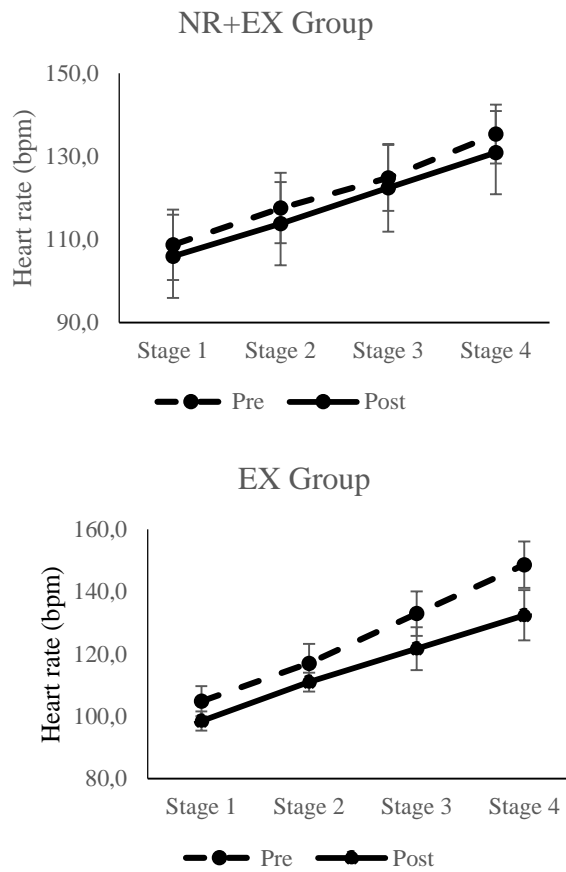 NR+EX Group
Heart rate (bpm)
150,0
130,0
110,0
90,0
Stage 1 Stage 2 Stage 3 Stage 4
Pre Post
EX Group
Heart rate (bpm)
160,0
140,0
120,0
100,0
80,0
Stage 1 Stage 2 Stage 3 Stage 4
Pre Post